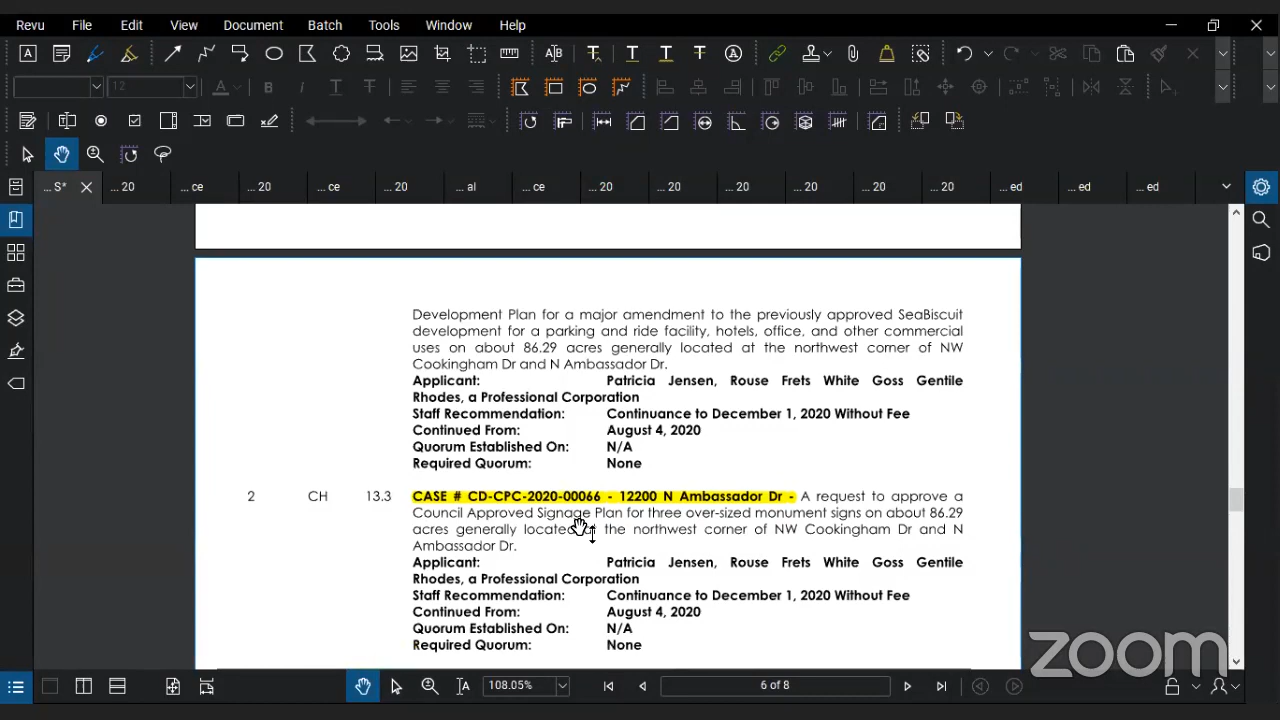 Revu File Edit View Document Batch Tools Window Help
12
... S* ... 20 ... ce ... 20 ... ce ... 20 ... al ... ce ... 20 ... 20 ... 20 ... 20 ... 20 ... 20 ... ed ... ed ... ed
Development Plan for a major amendment to the previously approved SeaBiscuit
development for a parking and ride facility, hotels, office, and other commercial
uses on about 86.29 acres generally located at the northwest corner of NW
Cookingham Dr and N Ambassador Dr.
Applicant: Patricia Jensen, Rouse Frets White Goss Gentile
Rhodes, a Professional Corporation
Staff Recommendation: Continuance to December 1, 2020 Without Fee
Continued From: August 4, 2020
Quorum Established On: N/A
Required Quorum: None
2 CH 13.3 CASE # CD-CPC-2020-00066 - 12200 N Ambassador Dr - A request to approve a
Council Approved Signage Plan for three over-sized monument signs on about 86.29
acres generally located at the northwest corner of NW Cookingham Dr and N
Ambassador Dr.
Applicant: Patricia Jensen, Rouse Frets White Goss Gentile
Rhodes, a Professional Corporation
Staff Recommendation: Continuance to December 1, 2020 Without Fee
Continued From: August 4, 2020
Quorum Established On: N/A
Required Quorum: None
zoom
108.05% 6 of 8